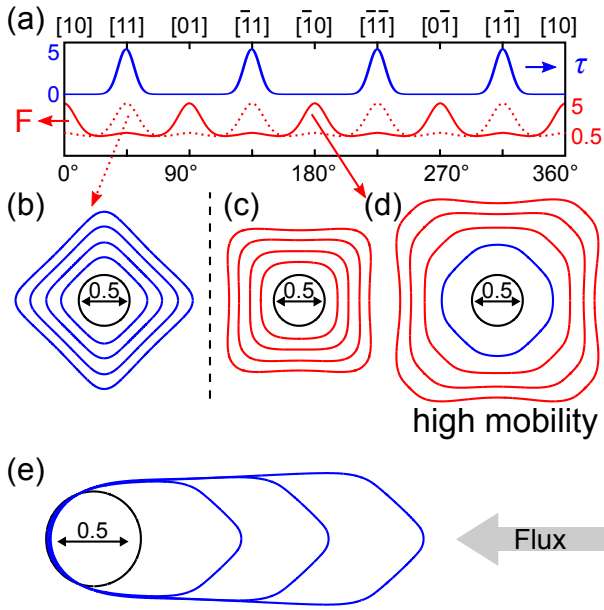 (a) [10] [11] [01] [1̄1] [1̄0] [1̄1̄] [01̄] [11̄] [10]
5
τ
0
F
5
0.5
0° 90° 180° 270° 360°
(b) (c) (d)
0.5 0.5 0.5
high mobility
(e)
0.5
Flux